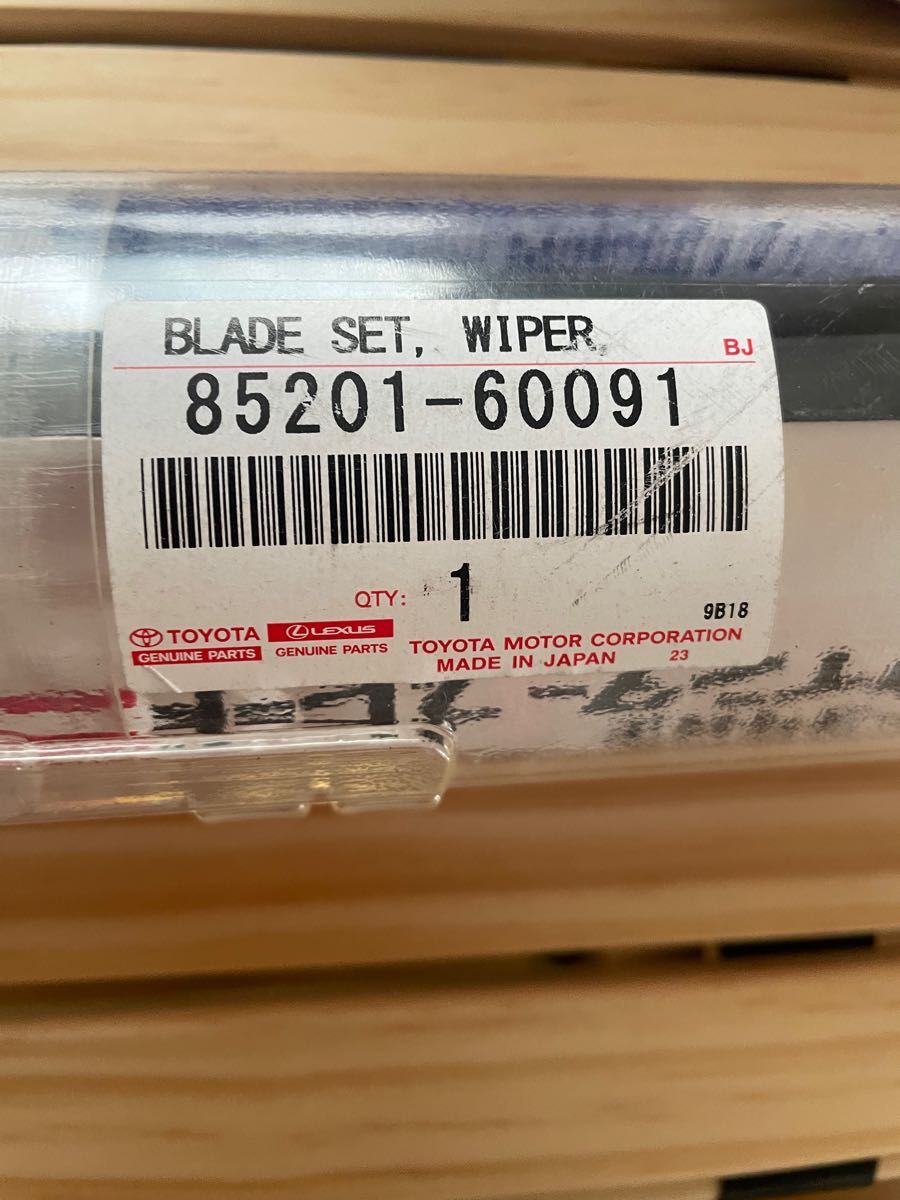 BLADE SET, WIPER,
BJ
85201-60091
QTY: 1
9B18
TOYOTA
GENUINE PARTS
LEXUS
GENUINE PARTS
TOYOTA MOTOR CORPORATION
MADE IN JAPAN 23